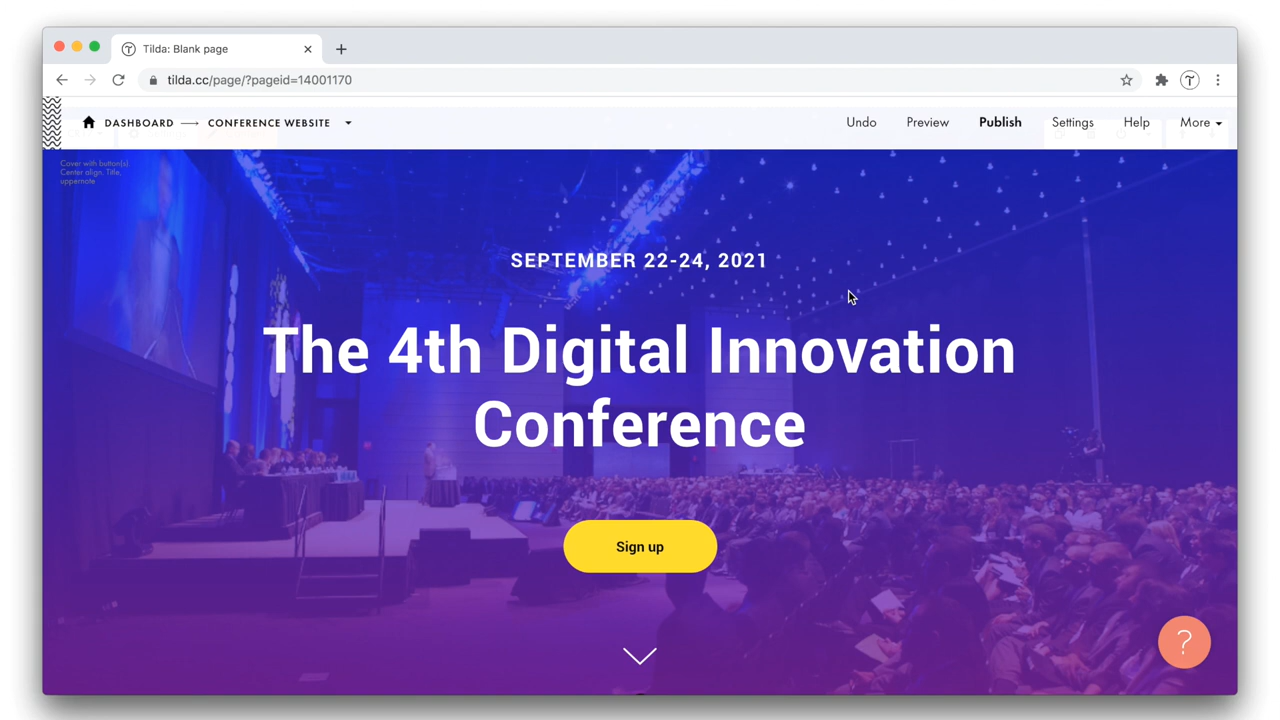 Tilda: Blank page
tilda.cc/page/?pageid=14001170
DASHBOARD → CONFERENCE WEBSITE
Undo Preview Publish Settings Help More
Cover with button(s)
Center align. Title,
uppernote
SEPTEMBER 22-24, 2021
The 4th Digital Innovation
Conference
Sign up
?